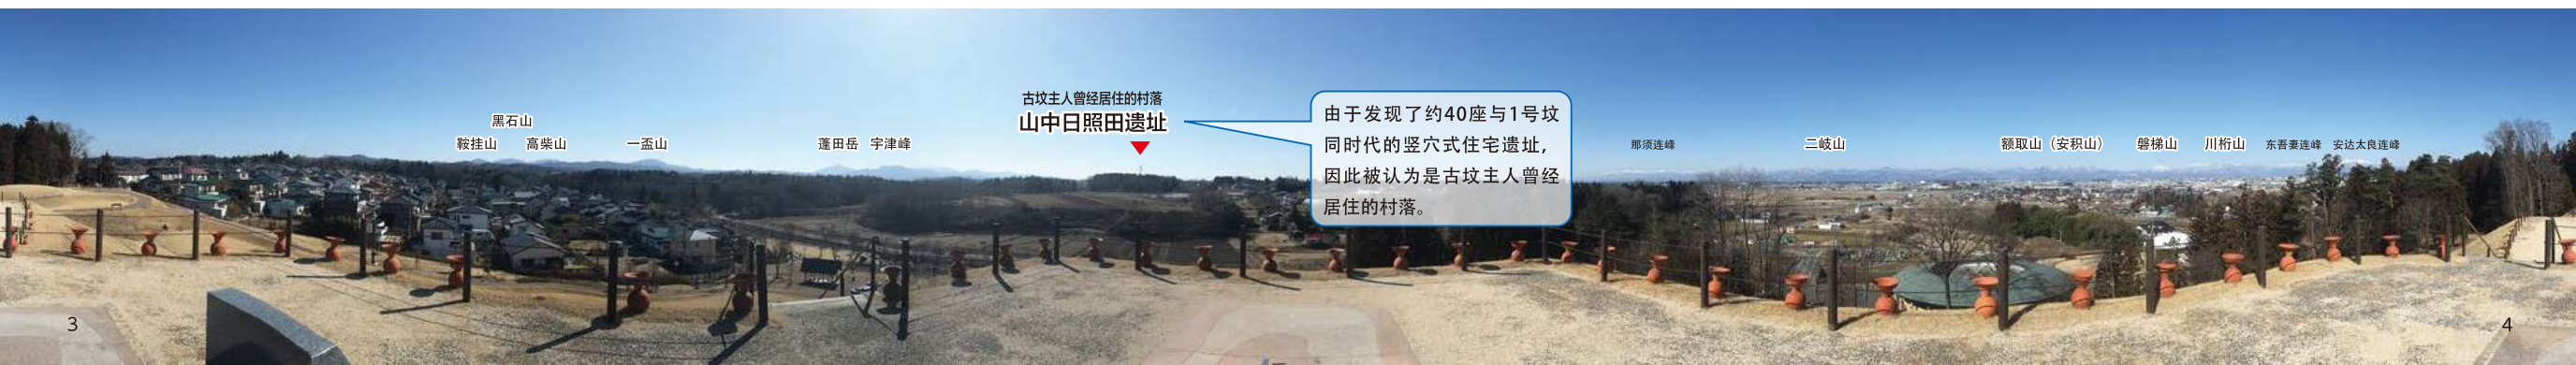 黑石山
鞍挂山 高柴山 一盃山
蓬田岳 宇津峰
古坟主人曾经居住的村落
山中日照田遗址
由于发现了约40座与1号坟
同时代的竖穴式住宅遗址,
因此被认为是古坟主人曾经
居住的村落。
那须连峰
二岐山
额取山（安积山） 磐梯山 川桁山 东吾妻连峰 安达太良连峰
3
4